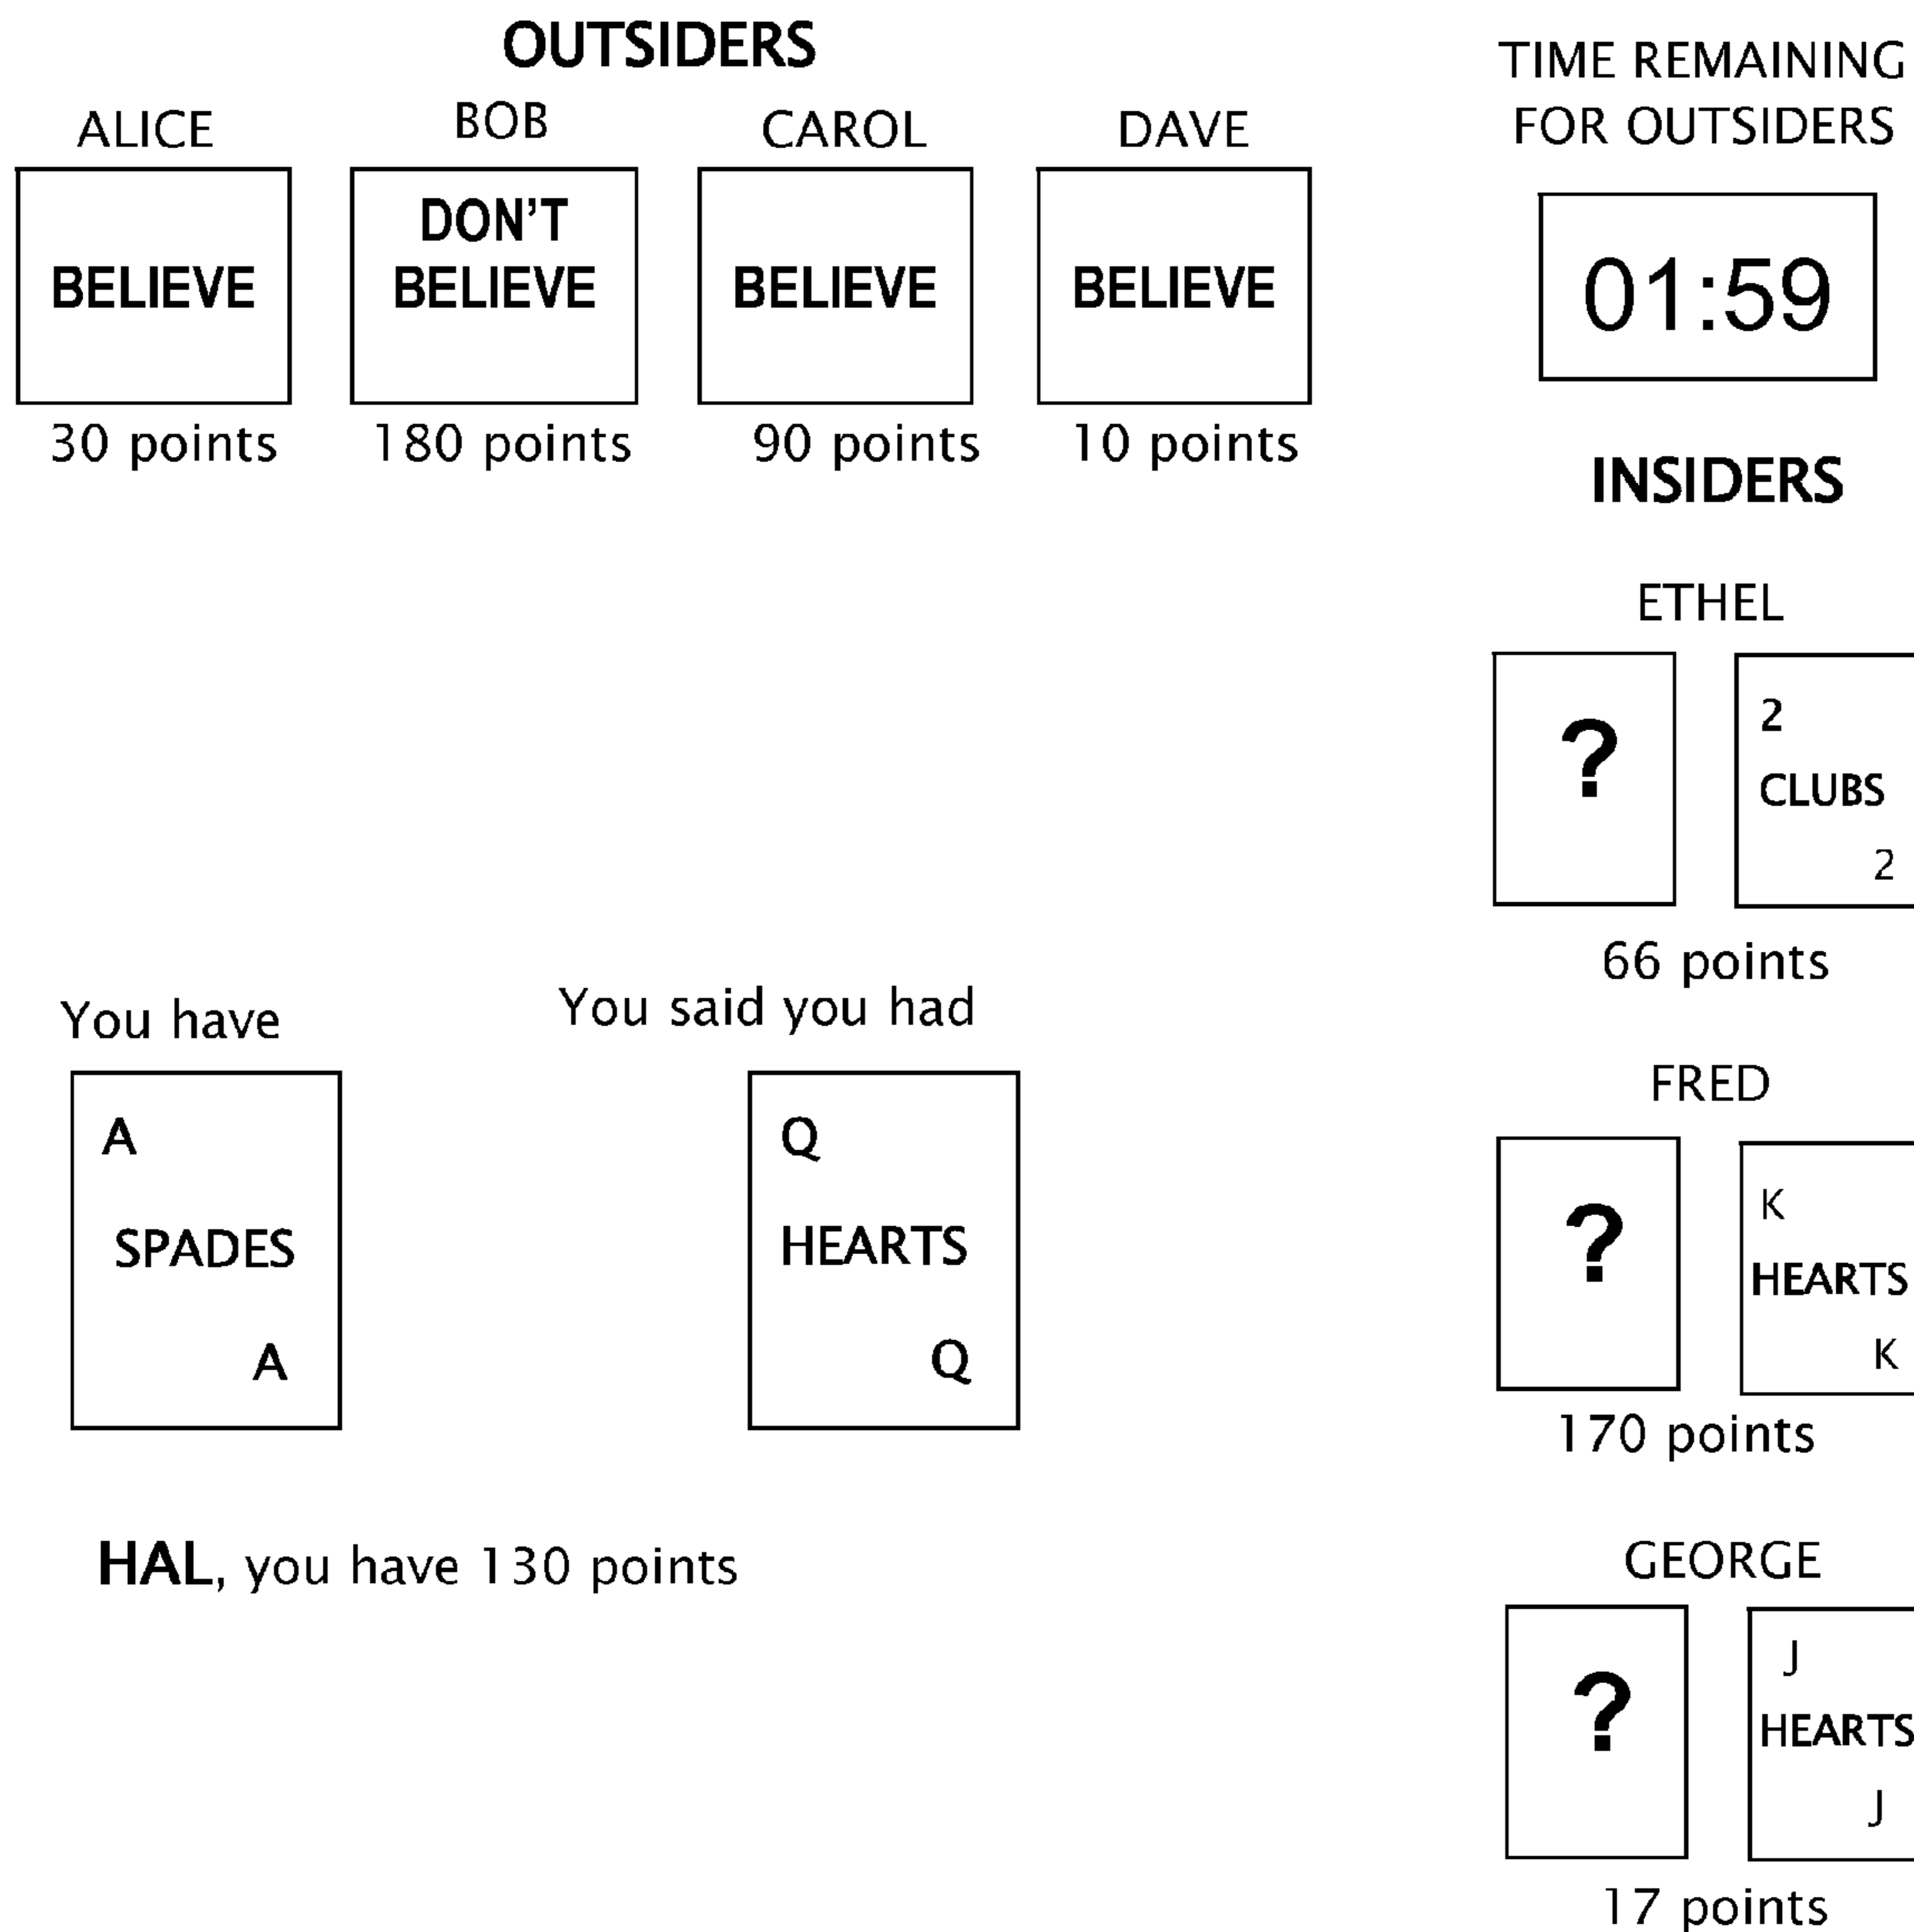 OUTSIDERS
ALICE
BOB
CAROL
DAVE
BELIEVE
DON'T
BELIEVE
BELIEVE
BELIEVE
30 points
180 points
90 points
10 points
TIME REMAINING
FOR OUTSIDERS
01:59
INSIDERS
ETHEL
?
2
CLUBS
2
66 points
You have
A
SPADES
A
You said you had
Q
HEARTS
Q
FRED
?
K
HEARTS
K
170 points
HAL, you have 130 points
GEORGE
?
J
HEARTS
J
17 points